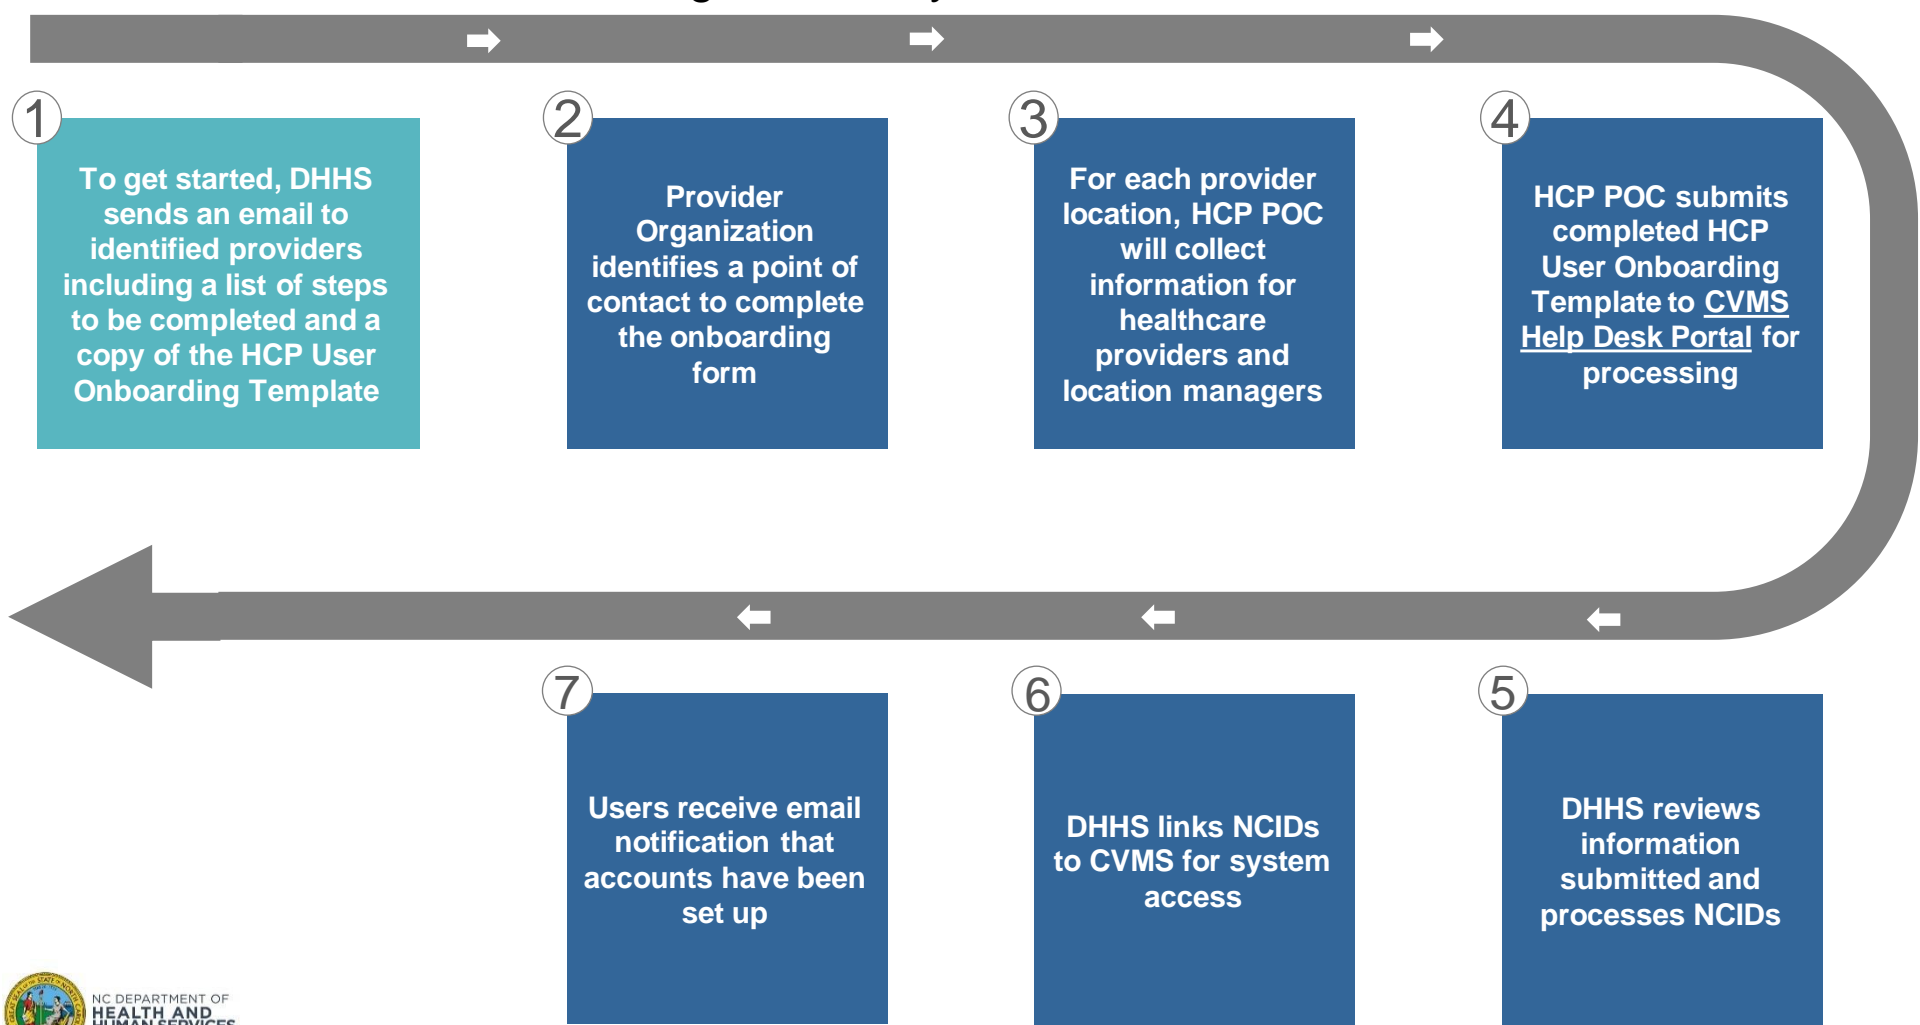 1
To get started, DHHS
sends an email to
identified providers
including a list of steps
to be completed and a
copy of the HCP User
Onboarding Template
2
Provider
Organization
identifies a point of
contact to complete
the onboarding
form
3
For each provider
location, HCP POC
will collect
information for
healthcare
providers and
location managers
4
HCP POC submits
completed HCP
User Onboarding
Template to CVMS
Help Desk Portal for
processing
5
DHHS reviews
information
submitted and
processes NCIDs
6
DHHS links NCIDs
to CVMS for system
access
7
Users receive email
notification that
accounts have been
set up
NC DEPARTMENT OF
HEALTH AND
HUMAN SERVICES